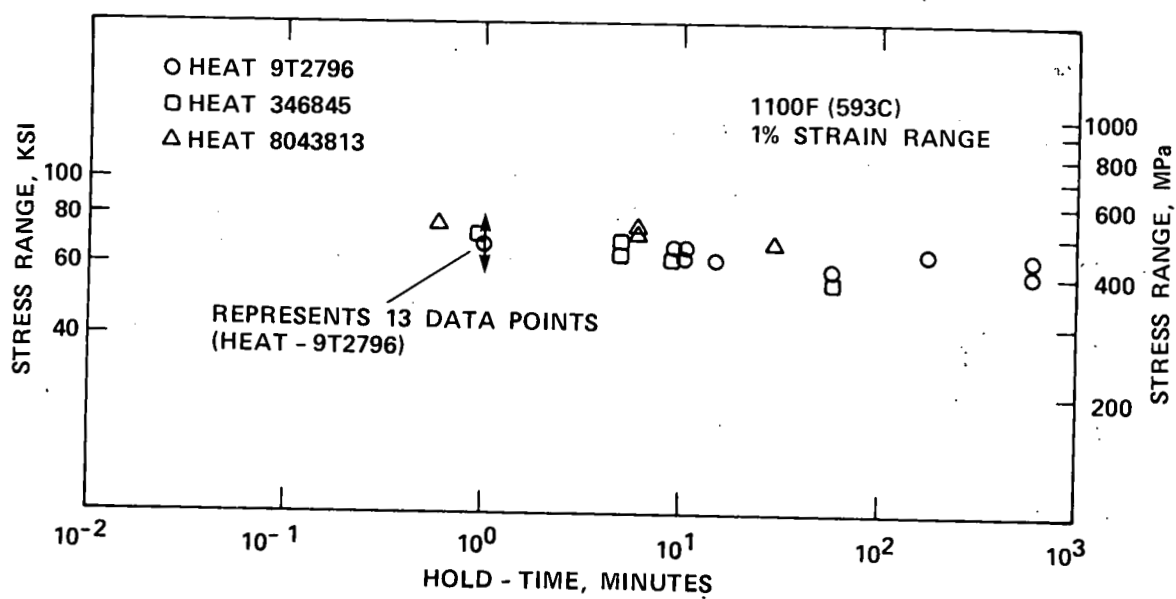 HEAT 9T2796
HEAT 346845
HEAT 8043813
1100F (593C)
1% STRAIN RANGE
STRESS RANGE, KSI
100
80
60
40
REPRESENTS 13 DATA POINTS
(HEAT - 9T2796)
1000
800
600
400
200
STRESS RANGE, MPa
10-2
10-1
100
101
102
103
HOLD - TIME, MINUTES